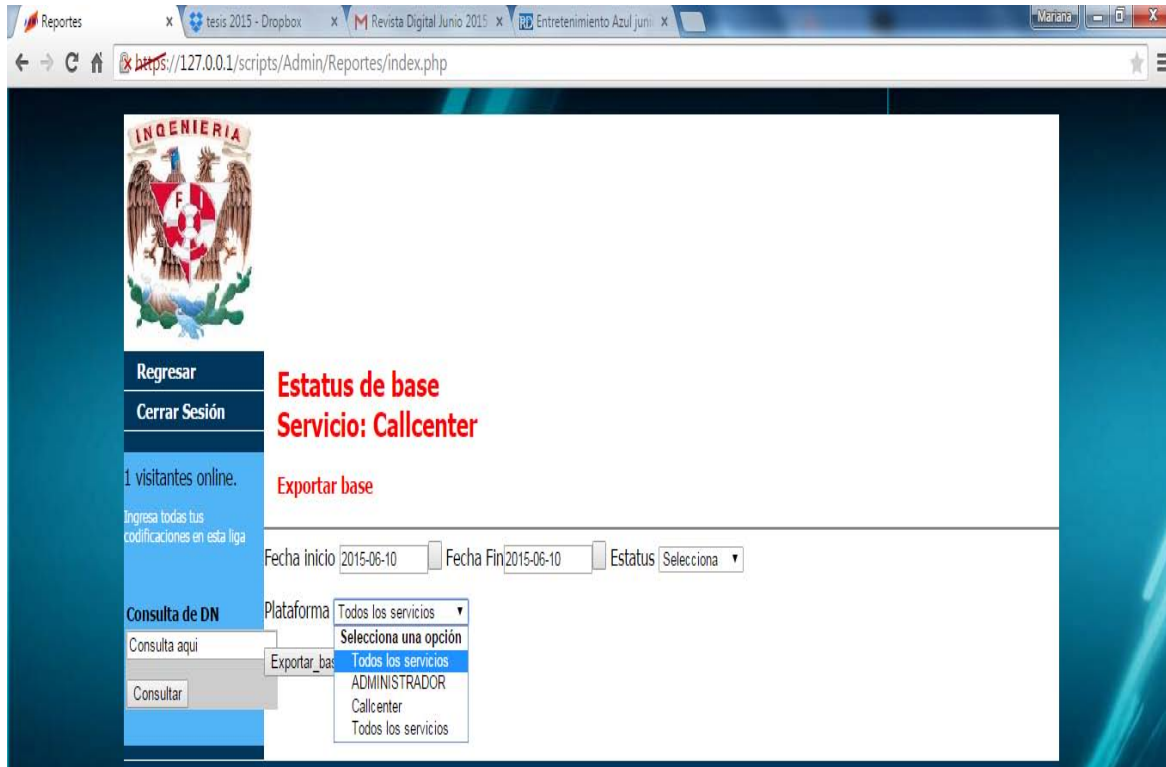 Reportes
tesis 2015 - Dropbox
Revista Digital Junio 2015
Entretenimiento Azul juni
Mariana
https://127.0.0.1/scripts/Admin/Reportes/index.php
INGENIERIA
F I
Regresar
Cerrar Sesión
1 visitantes online.
Ingresa todas tus
codificaciones en esta liga
Consulta de DN
Consulta aqui
Consultar
Estatus de base
Servicio: Callcenter
Exportar base
Fecha inicio 2015-06-10 Fecha Fin 2015-06-10 Estatus Selecciona
Plataforma Todos los servicios
Selecciona una opción
Todos los servicios
ADMINISTRADOR
Callcenter
Todos los servicios
Exportar_bas